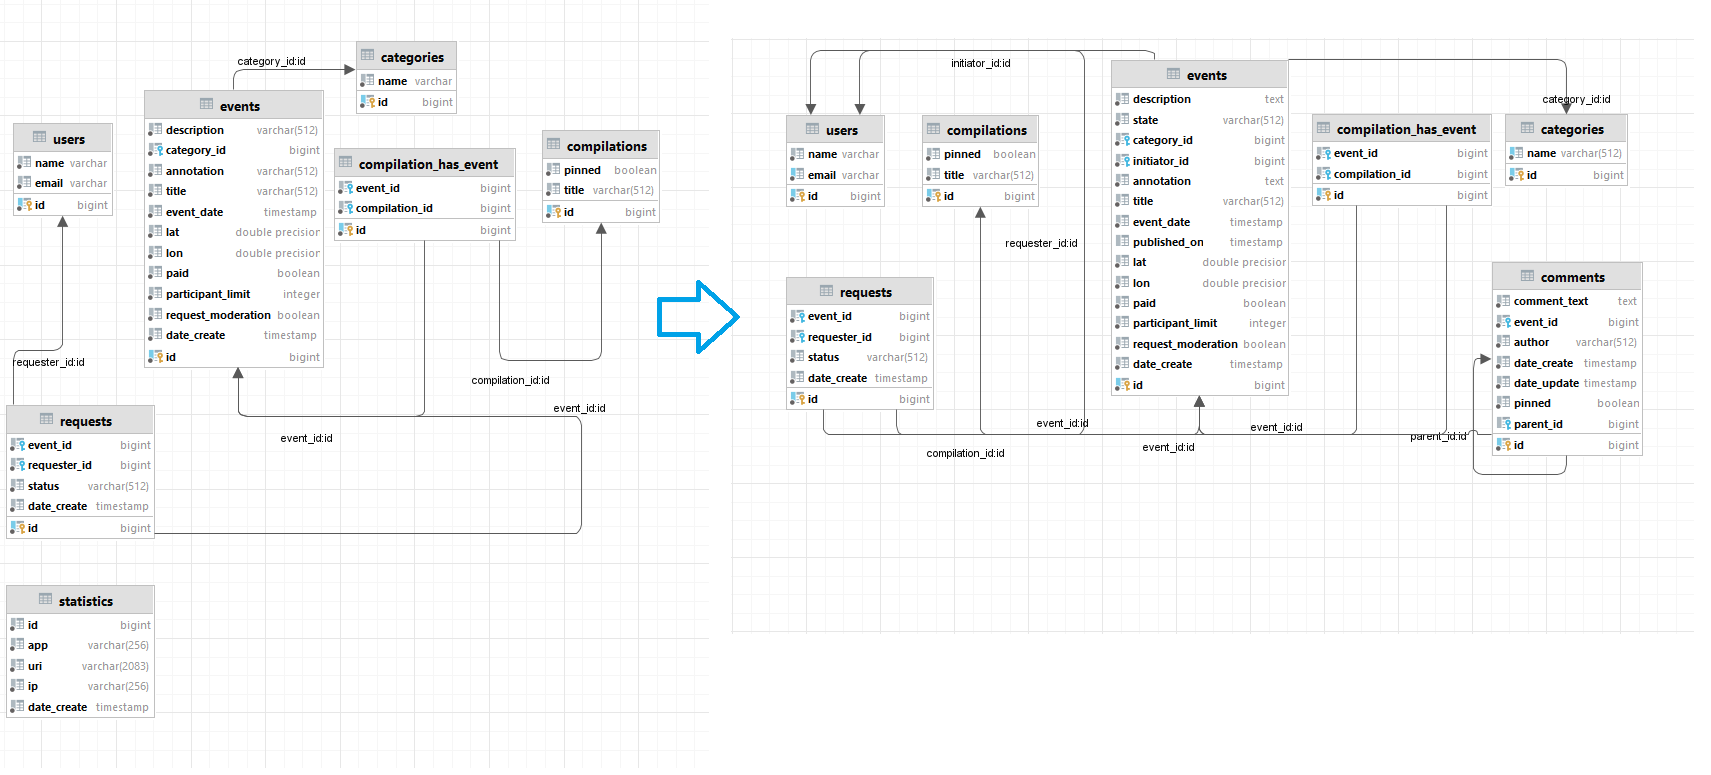 categories
name varchar
id bigint
category_id:id
events
description varchar(512)
category_id bigint
annotation varchar(512)
title varchar(512)
event_date timestamp
lat double precision
lon double precision
paid boolean
participant_limit integer
request_moderation boolean
date_create timestamp
id bigint
users
name varchar
email varchar
id bigint
compilation_has_event
event_id bigint
compilation_id bigint
id bigint
compilations
pinned boolean
title varchar(512)
id bigint
requester_id:id
compilation_id:id
event_id:id
event_id:id
requests
event_id bigint
requester_id bigint
status varchar(512)
date_create timestamp
id bigint
statistics
id bigint
app varchar(256)
uri varchar(2083)
ip varchar(256)
date_create timestamp
initiator_id:id
events
description text
state varchar(512)
category_id bigint
initiator_id bigint
annotation text
title varchar(512)
event_date timestamp
published_on timestamp
lat double precision
lon double precision
paid boolean
participant_limit integer
request_moderation boolean
date_create timestamp
id bigint
category_id:id
users
name varchar
email varchar
id bigint
compilations
pinned boolean
title varchar(512)
id bigint
compilation_has_event
event_id bigint
compilation_id bigint
id bigint
categories
name varchar(512)
id bigint
requester_id:id
requests
event_id bigint
requester_id bigint
status varchar(512)
date_create timestamp
id bigint
comments
comment_text text
event_id bigint
author varchar(512)
date_create timestamp
date_update timestamp
pinned boolean
parent_id bigint
id bigint
event_id:id
event_id:id
parent_id:id
event_id:id
compilation_id:id